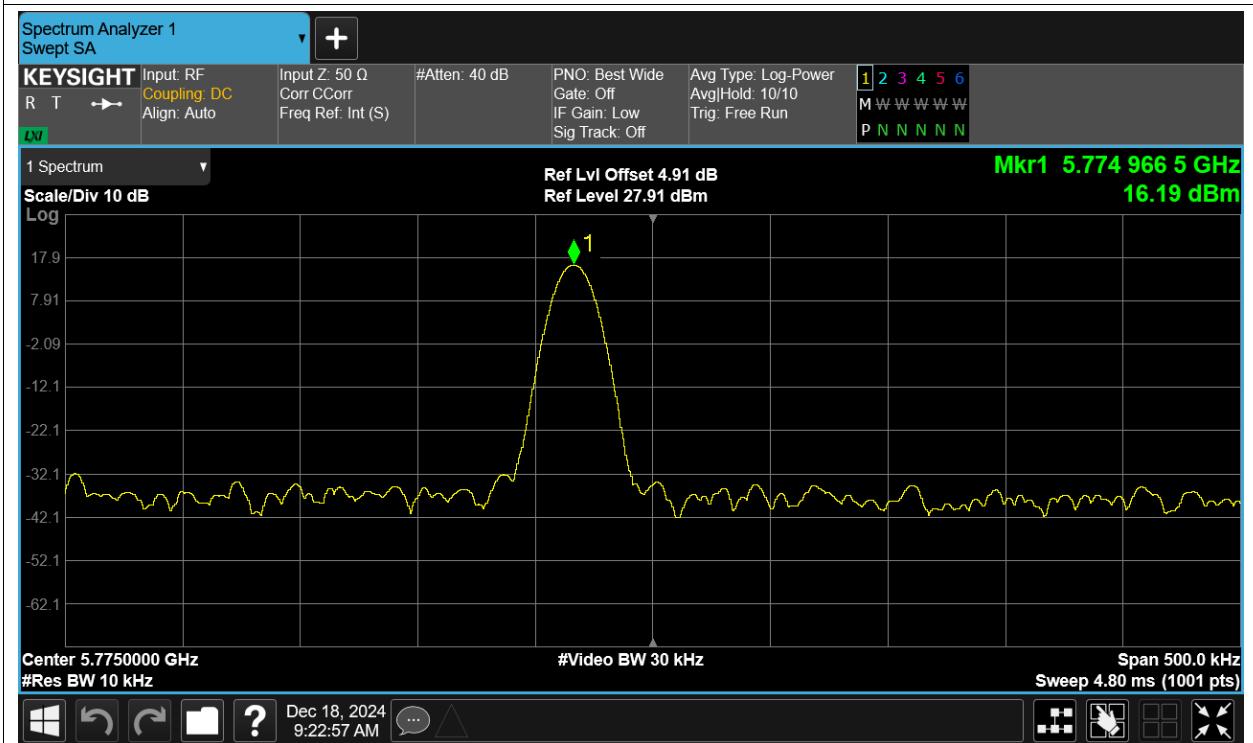 Spectrum Analyzer 1
Swept SA
KEYSIGHT
R T
LXI
Input: RF
Coupling: DC
Align: Auto
Input Z: 50 Ω
Corr CCorr
Freq Ref: Int (S)
#Atten: 40 dB
PNO: Best Wide
Gate: Off
IF Gain: Low
Sig Track: Off
Avg Type: Log-Power
Avg|Hold: 10/10
Trig: Free Run
1 2 3 4 5 6
M W W W W W W
P N N N N N N
1 Spectrum
Scale/Div 10 dB
Log
Ref Lvl Offset 4.91 dB
Ref Level 27.91 dBm
Mkr1 5.774 966 5 GHz
16.19 dBm
1
17.9
7.91
-2.09
-12.1
-22.1
-32.1
-42.1
-52.1
-62.1
Center 5.7750000 GHz
#Res BW 10 kHz
#Video BW 30 kHz
Span 500.0 kHz
Sweep 4.80 ms (1001 pts)
?
Dec 18, 2024
9:22:57 AM